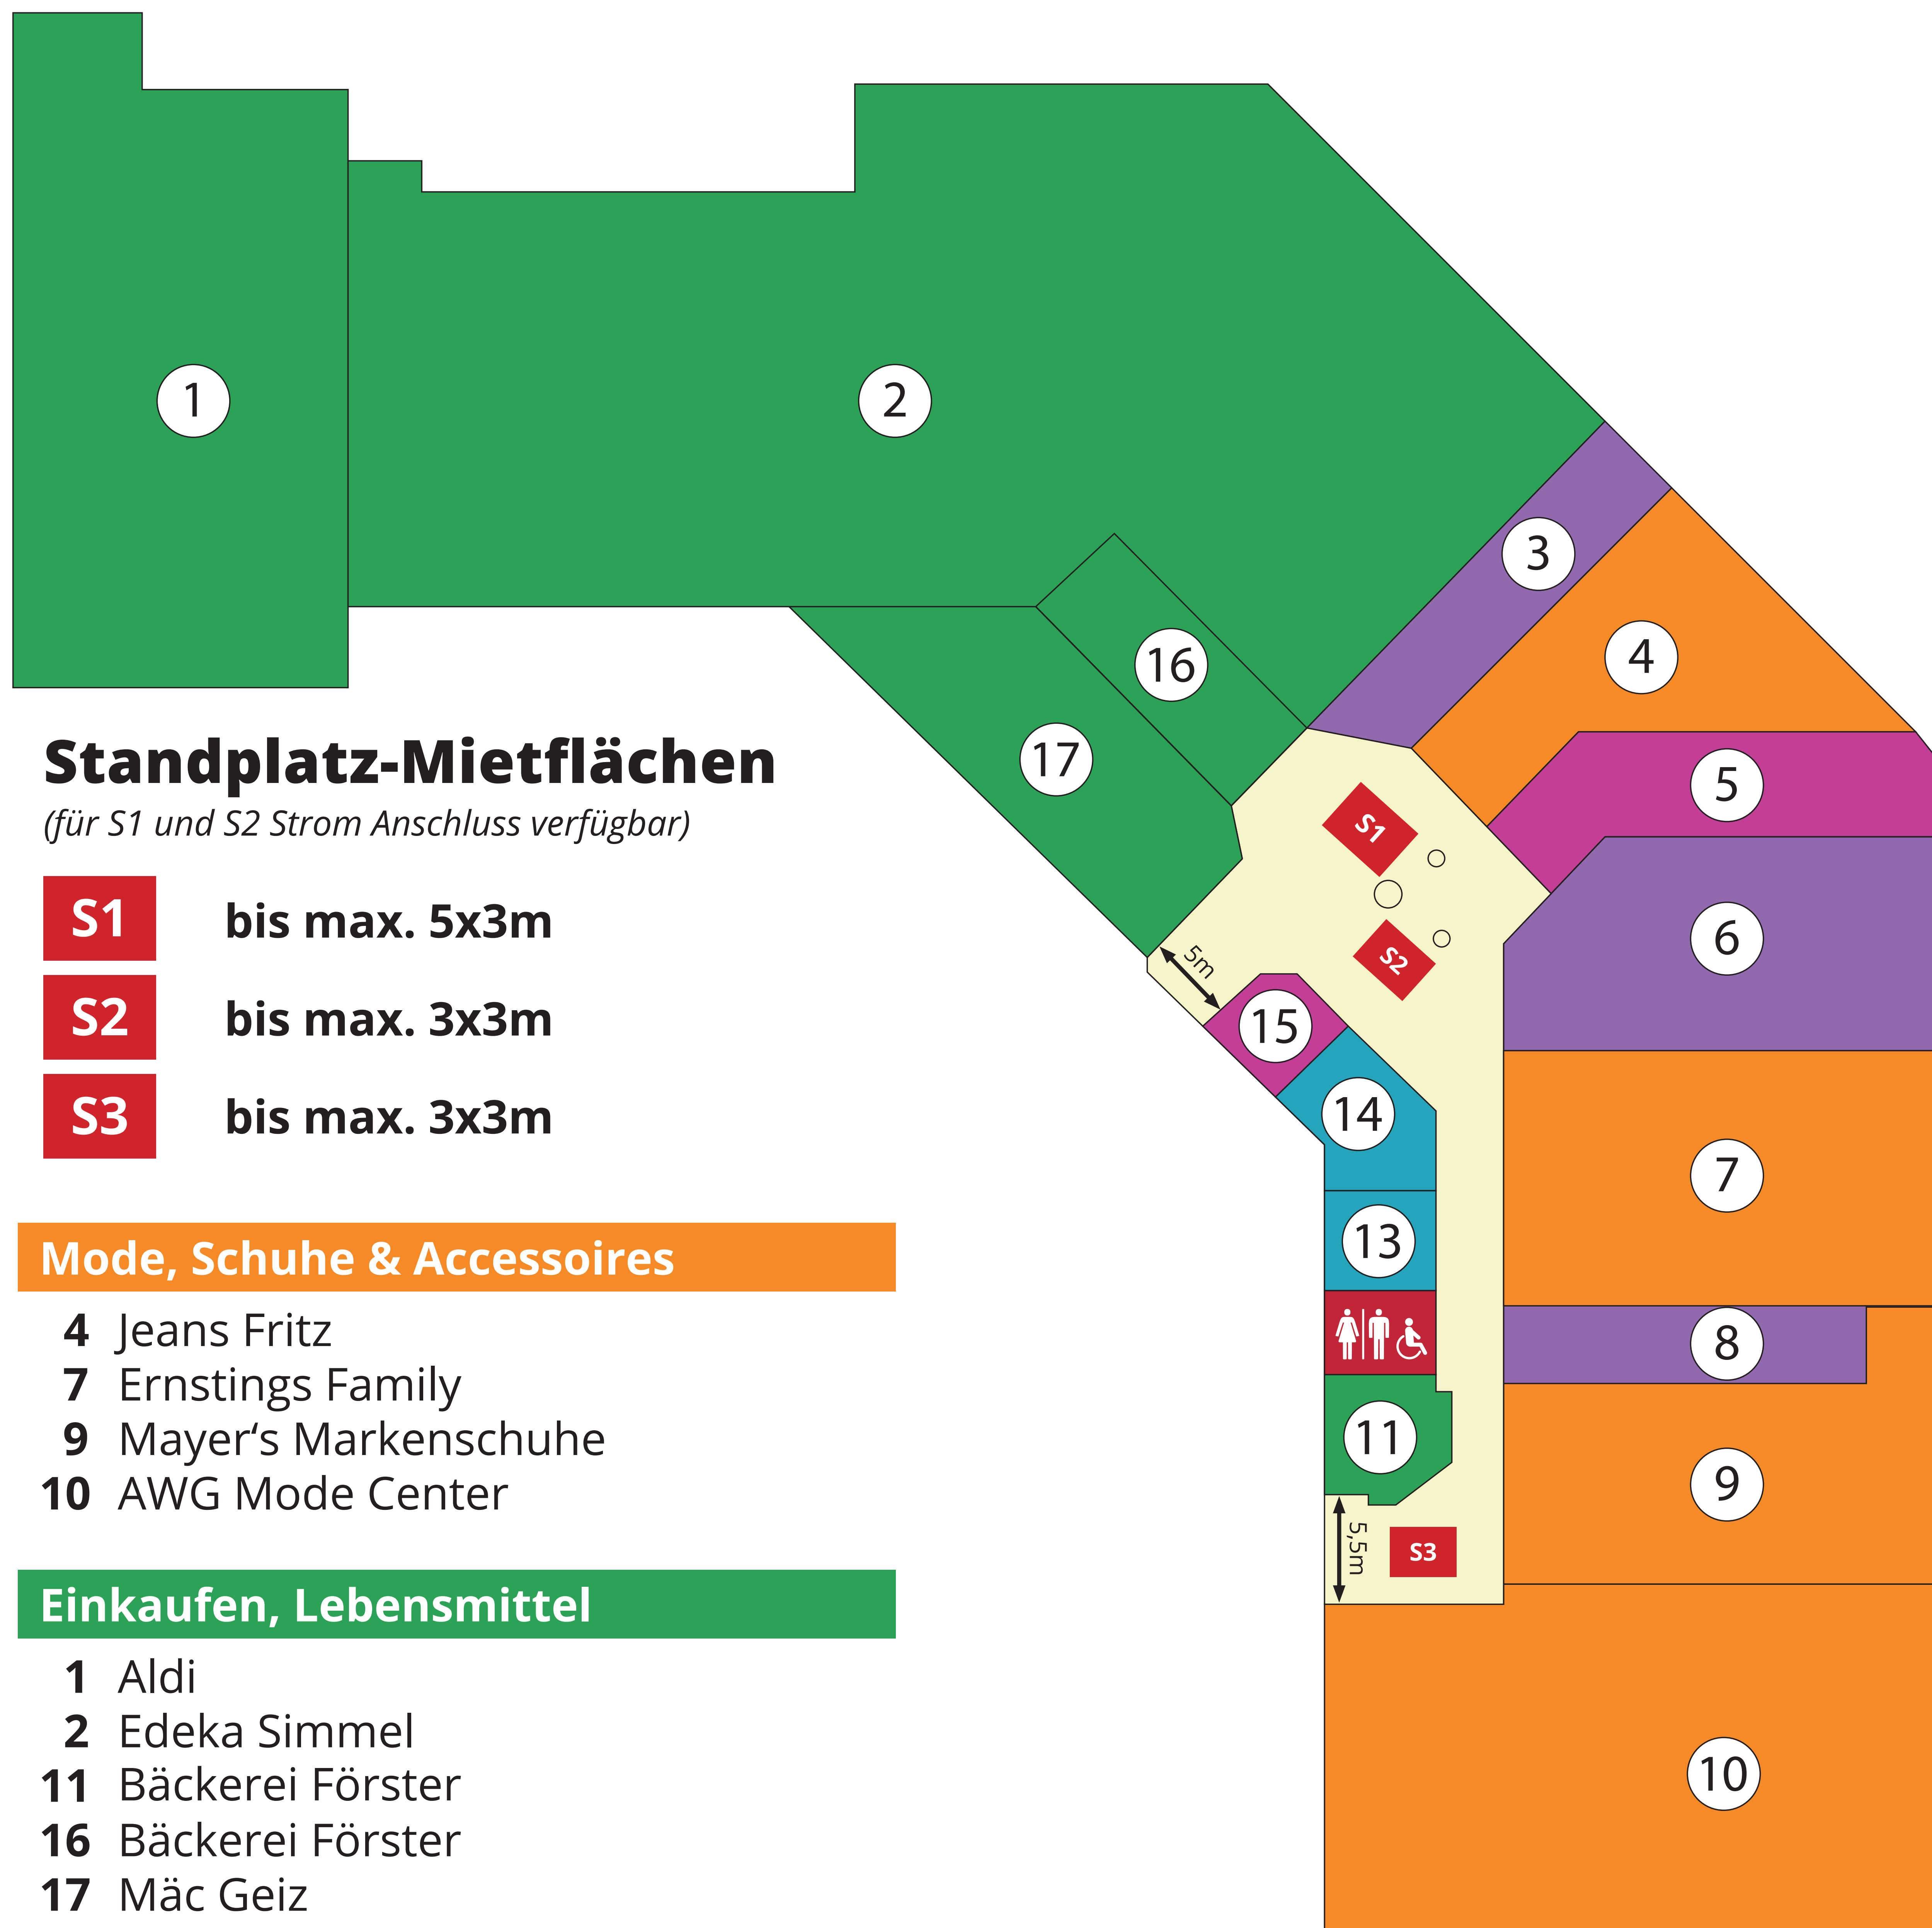 1
2
3
4
16
17
5
Standplatz-Mietflächen
(für S1 und S2 Strom Anschluss verfügbar)
S1
S1 bis max. 5x3m
6
S2
5m
S2 bis max. 3x3m
15
S3 bis max. 3x3m
14
7
13
Mode, Schuhe & Accessoires
4 Jeans Fritz
8
7 Ernstings Family
9 Mayer‘s Markenschuhe
11
10 AWG Mode Center
9
5,5m
S3
Einkaufen, Lebensmittel
1 Aldi
2 Edeka Simmel
10
11 Bäckerei Förster
16 Bäckerei Förster
17 Mäc Geiz